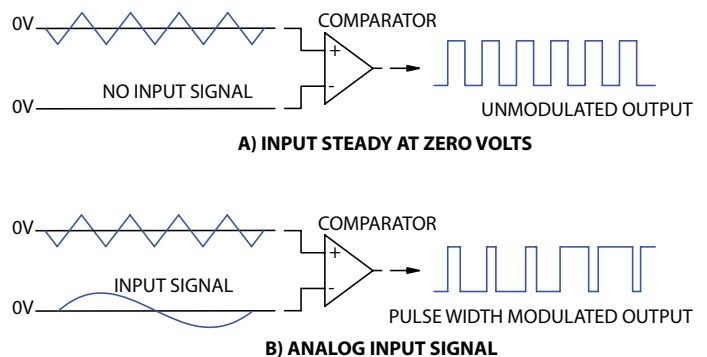 0V
COMPARATOR
+
NO INPUT SIGNAL
-
0V
UNMODULATED OUTPUT
A) INPUT STEADY AT ZERO VOLTS
0V
COMPARATOR
+
INPUT SIGNAL
-
0V
PULSE WIDTH MODULATED OUTPUT
B) ANALOG INPUT SIGNAL